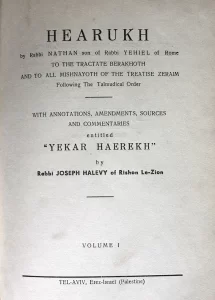 HEARUKH
by Rabbi NATHAN son of Rabbi YEHIEL of Rome
TO THE TRACTATE BERAKHOTH
AND TO ALL MISHNAYOTH OF THE TREATISE ZERAIM
Following The Talmudical Order
WITH ANNOTATIONS, AMENDMENTS, SOURCES
AND COMMENTARIES
entitled
"YEKAR HAEREKH"
by
Rabbi JOSEPH HALEVY of Rishon Le-Zion
VOLUME I
TEL-AVIV, Eretz-Israel (Palestine)